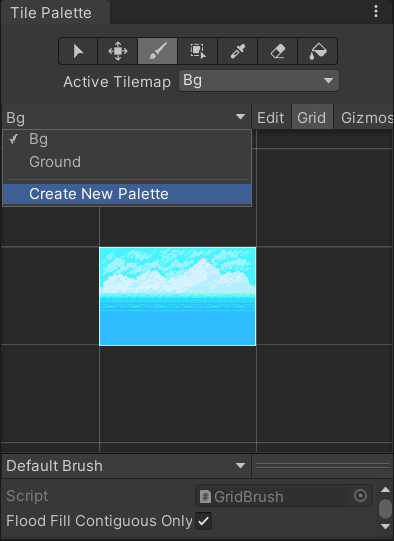 Tile Palette
Active Tilemap Bg
Bg Edit Grid Gizmos
Bg
Ground
Create New Palette
Default Brush
Script GridBrush
Flood Fill Contiguous Only